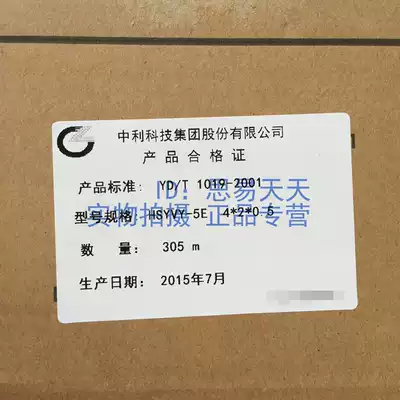 中利科技集团股份有限公司
产品合格证
ID：思易天天
产品标准： YD/T 1019-2001
型号规格： HSYVY-5E 4*2*0.5
实物拍摄 正品专营
数 量： 305 m
生产日期： 2015年7月